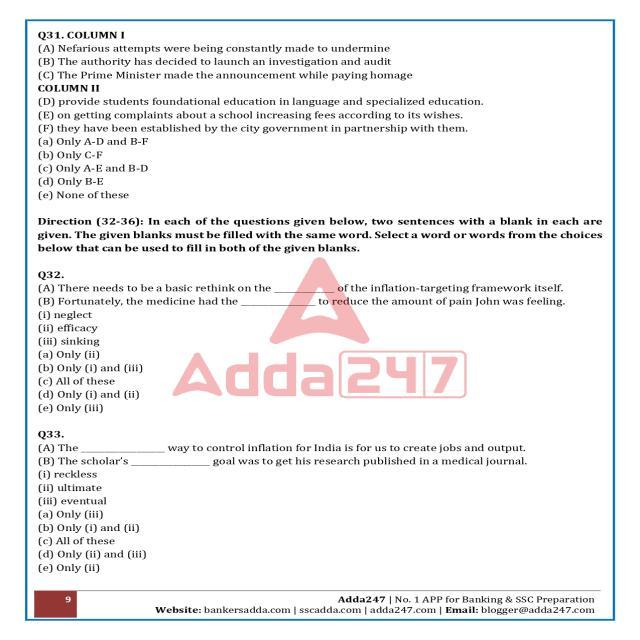 Q31. COLUMN I
(A) Nefarious attempts were being constantly made to undermine
(B) The authority has decided to launch an investigation and audit
(C) The Prime Minister made the announcement while paying homage
COLUMN II
(D) provide students foundational education in language and specialized education.
(E) on getting complaints about a school increasing fees according to its wishes.
(F) they have been established by the city government in partnership with them.
(a) Only A-D and B-F
(b) Only C-F
(c) Only A-E and B-D
(d) Only B-E
(e) None of these
Direction (32-36): In each of the questions given below, two sentences with a blank in each are
given. The given blanks must be filled with the same word. Select a word or words from the choices
below that can be used to fill in both of the given blanks.
Q32.
(A) There needs to be a basic rethink on the ____________ of the inflation-targeting framework itself.
(B) Fortunately, the medicine had the _______________ to reduce the amount of pain John was feeling.
(i) neglect
(ii) efficacy
(iii) sinking
(a) Only (ii)
(b) Only (i) and (iii)
(c) All of these
(d) Only (i) and (ii)
(e) Only (iii)
Adda247
Q33.
(A) The _________________ way to control inflation for India is for us to create jobs and output.
(B) The scholar's ________________ goal was to get his research published in a medical journal.
(i) reckless
(ii) ultimate
(iii) eventual
(a) Only (iii)
(b) Only (i) and (ii)
(c) All of these
(d) Only (ii) and (iii)
(e) Only (ii)
9
Adda247 | No. 1 APP for Banking & SSC Preparation
Website: bankersadda.com | sscadda.com | adda247.com | Email: blogger@adda247.com